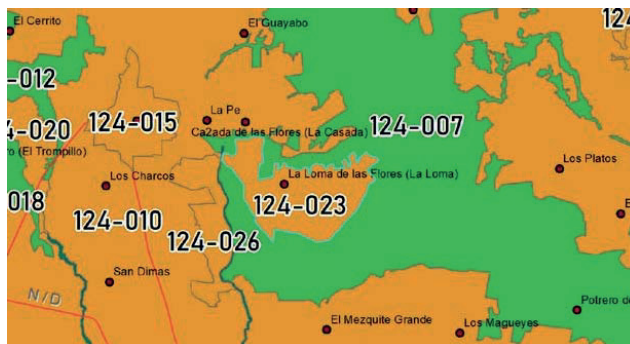 El Cerrito
El Guayabo
124
-012
La Pe
4-020
124-015
Ca2ada de las Flores (La Casada)
124-007
ro (El Trompillo)
Los Platos
Los Charcos
La Loma de las Flores (La Loma)
018
124-010
124-023
E
124-026
San Dimas
N/D
Potrero de
El Mezquite Grande
Los Magueyes